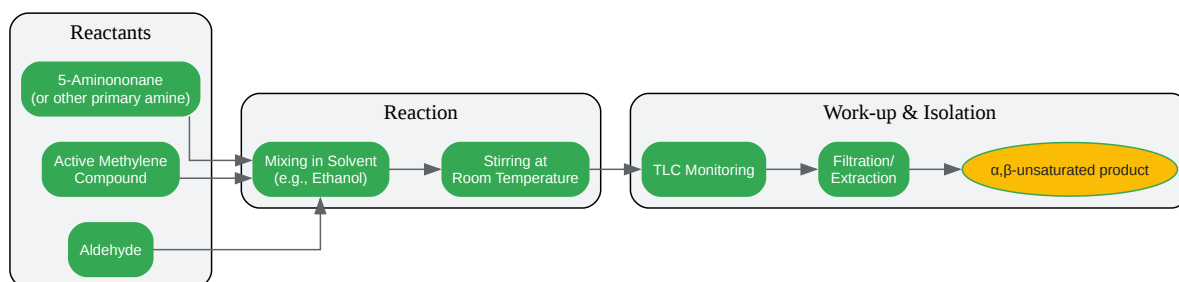 Reactants
5-Aminononane
(or other primary amine)
Active Methylene
Compound
Aldehyde
Reaction
Mixing in Solvent
(e.g., Ethanol)
Stirring at
Room Temperature
Work-up & Isolation
TLC Monitoring
Filtration/
Extraction
α,β-unsaturated product